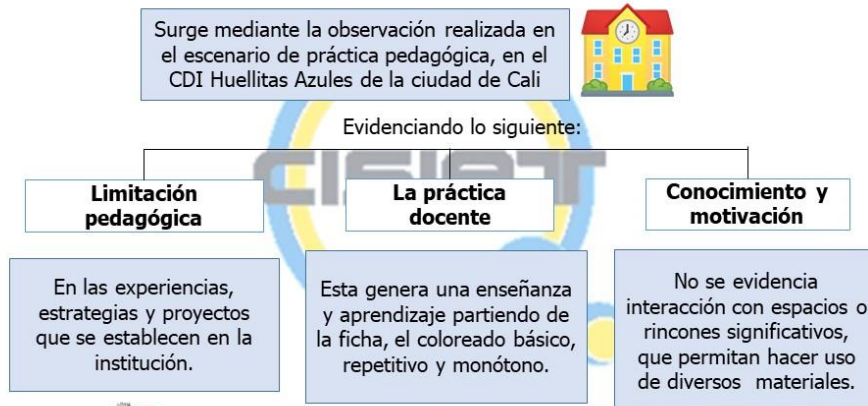 Surge mediante la observación realizada en
el escenario de práctica pedagógica, en el
CDI Huellitas Azules de la ciudad de Cali
Evidenciando lo siguiente:
CISIET
Limitación
pedagógica
La práctica
docente
Conocimiento y
motivación
En las experiencias,
estrategias y proyectos
que se establecen en la
institución.
Esta genera una enseñanza
y aprendizaje partiendo de
la ficha, el coloreado básico,
repetitivo y monótono.
No se evidencia
interacción con espacios o
rincones significativos,
que permitan hacer uso
de diversos materiales.